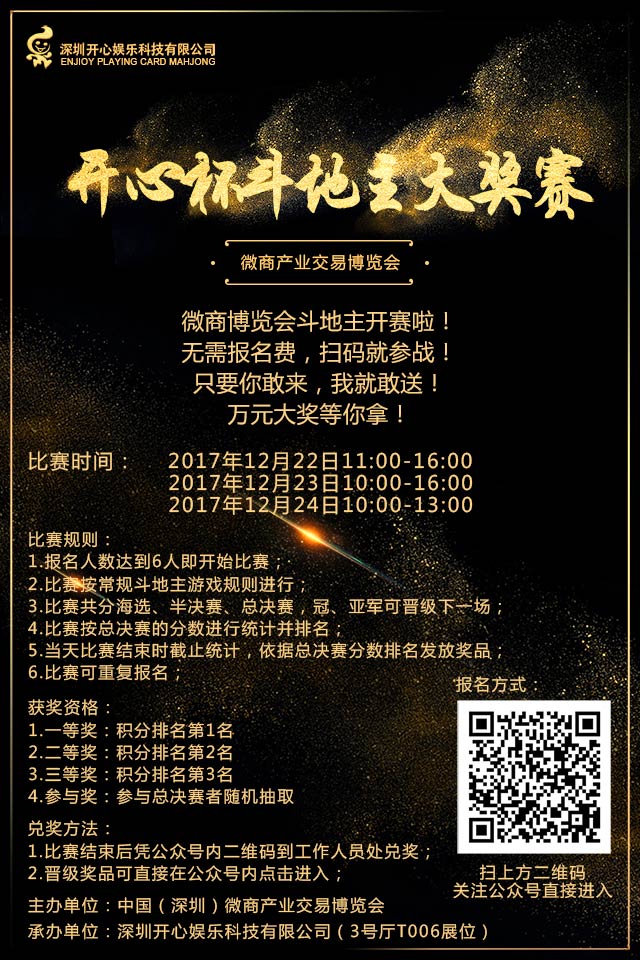 深圳开心娱乐科技有限公司
ENJOY PLAYING CARD MAHJONG
开心杯斗地主大奖赛
微商产业交易博览会
微商博览会斗地主开赛啦！
无需报名费，扫码就参战！
只要你敢来，我就敢送！
万元大奖等你拿！
比赛时间： 2017年12月22日11:00-16:00
2017年12月23日10:00-16:00
2017年12月24日10:00-13:00
比赛规则：
1.报名人数达到6人即开始比赛；
2.比赛按常规斗地主游戏规则进行；
3.比赛共分海选、半决赛、总决赛，冠、亚军可晋级下一场；
4.比赛按总决赛的分数进行统计并排名；
5.当天比赛结束时截止统计，依据总决赛分数排名发放奖品；
6.比赛可重复报名；
获奖资格：
1.一等奖：积分排名第1名
2.二等奖：积分排名第2名
3.三等奖：积分排名第3名
4.参与奖：参与总决赛者随机抽取
兑奖方法：
1.比赛结束后凭公众号内二维码到工作人员处兑奖；
2.晋级奖品可直接在公众号内点击进入；
报名方式：
扫上方二维码
关注公众号直接进入
主办单位：中国（深圳）微商产业交易博览会
承办单位：深圳开心娱乐科技有限公司（3号厅T006展位）